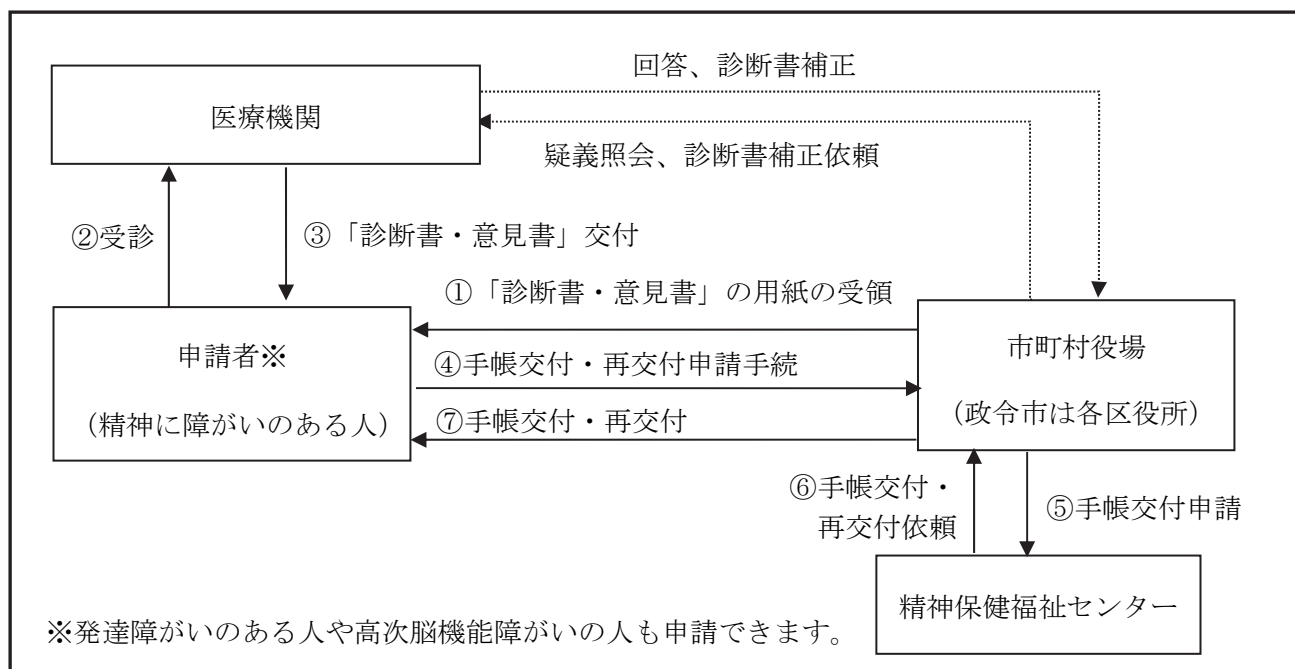 回答、診断書補正
医療機関
疑義照会、診断書補正依頼
②受診
③「診断書・意見書」交付
①「診断書・意見書」の用紙の受領
申請者※
(精神に障がいのある人)
④手帳交付・再交付申請手続
⑦手帳交付・再交付
市町村役場
(政令市は各区役所)
⑥手帳交付・
再交付依頼
⑤手帳交付申請
精神保健福祉センター
※発達障がいのある人や高次脳機能障がいの人も申請できます。